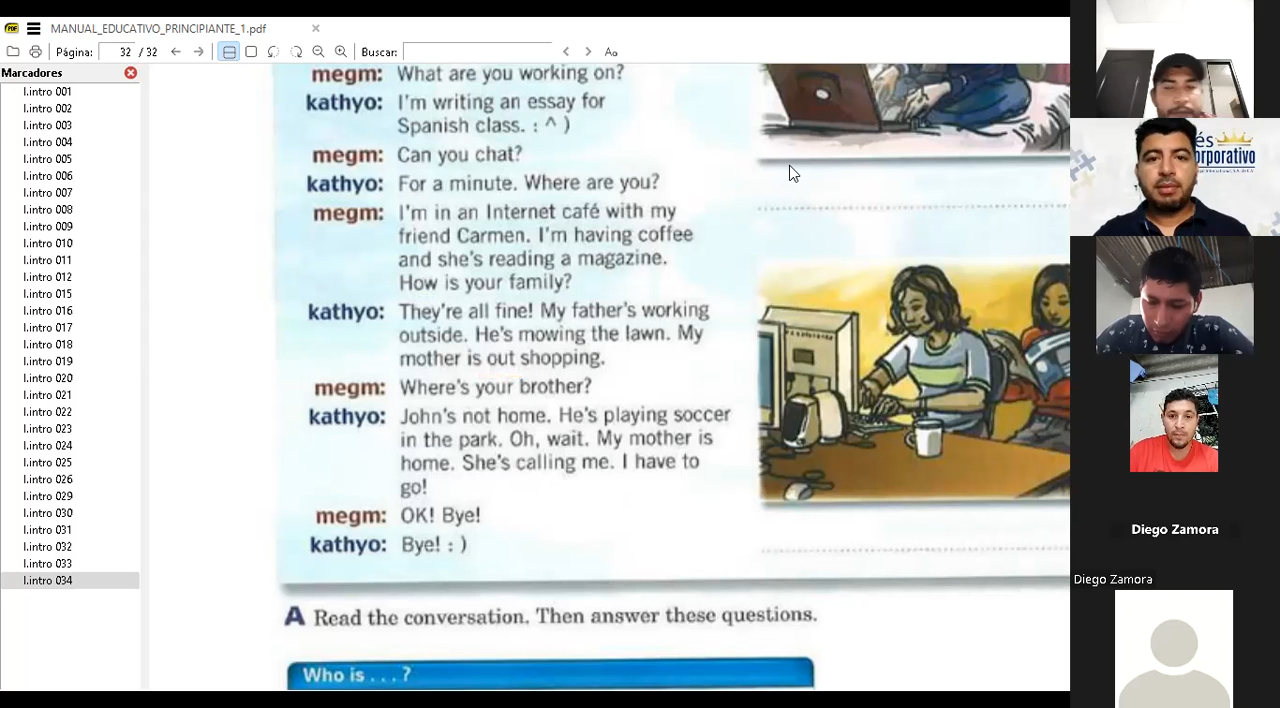 MANUAL_EDUCATIVO_PRINCIPIANTE_1.pdf
Página: 32 / 32
Buscar:
Marcadores
I.intro 001
I.intro 002
I.intro 003
I.intro 004
I.intro 005
I.intro 006
I.intro 007
I.intro 008
I.intro 009
I.intro 010
I.intro 011
I.intro 012
I.intro 015
I.intro 016
I.intro 017
I.intro 018
I.intro 019
I.intro 020
I.intro 021
I.intro 022
I.intro 023
I.intro 024
I.intro 025
I.intro 026
I.intro 029
I.intro 030
I.intro 031
I.intro 032
I.intro 033
I.intro 034
megm: What are you working on?
kathyo: I'm writing an essay for
Spanish class. : ^ )
megm: Can you chat?
kathyo: For a minute. Where are you?
megm: I'm in an Internet café with my
friend Carmen. I'm having coffee
and she's reading a magazine.
How is your family?
kathyo: They're all fine! My father's working
outside. He's mowing the lawn. My
mother is out shopping.
megm: Where's your brother?
kathyo: John's not home. He's playing soccer
in the park. Oh, wait. My mother is
home. She's calling me. I have to
go!
megm: OK! Bye!
kathyo: Bye! : )
A Read the conversation. Then answer these questions.
Who is . . . ?
és
orporativo
Diego Zamora
Diego Zamora